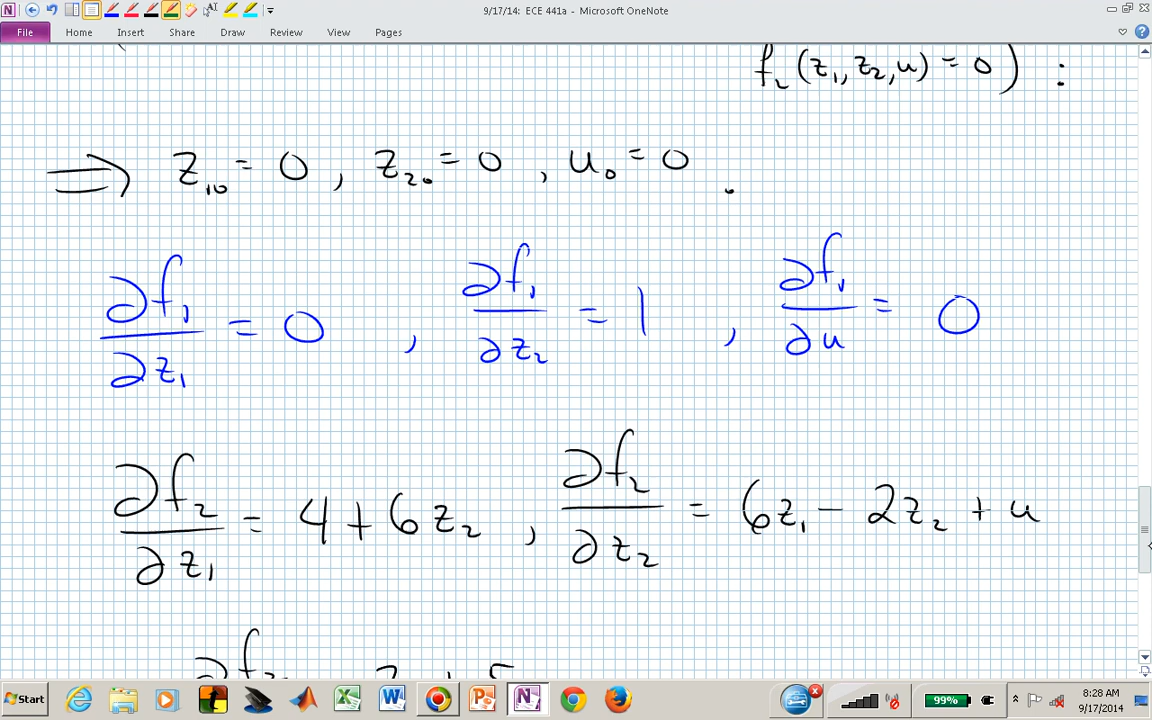 9/17/14: ECE 441a - Microsoft OneNote
File Home Insert Share Draw Review View Pages
f₂ (z₁, z₂, u) = 0 ) :
⇒ z₁₀ = 0 , z₂₀ = 0 , u₀ = 0 .
∂f₁/∂z₁ = 0 , ∂f₁/∂z₂ = 1 , ∂f₁/∂u = 0
∂f₂/∂z₁ = 4 + 6z₂ , ∂f₂/∂z₂ = 6z₁ − 2z₂ + u
Start
99%
8:28 AM
9/17/2014